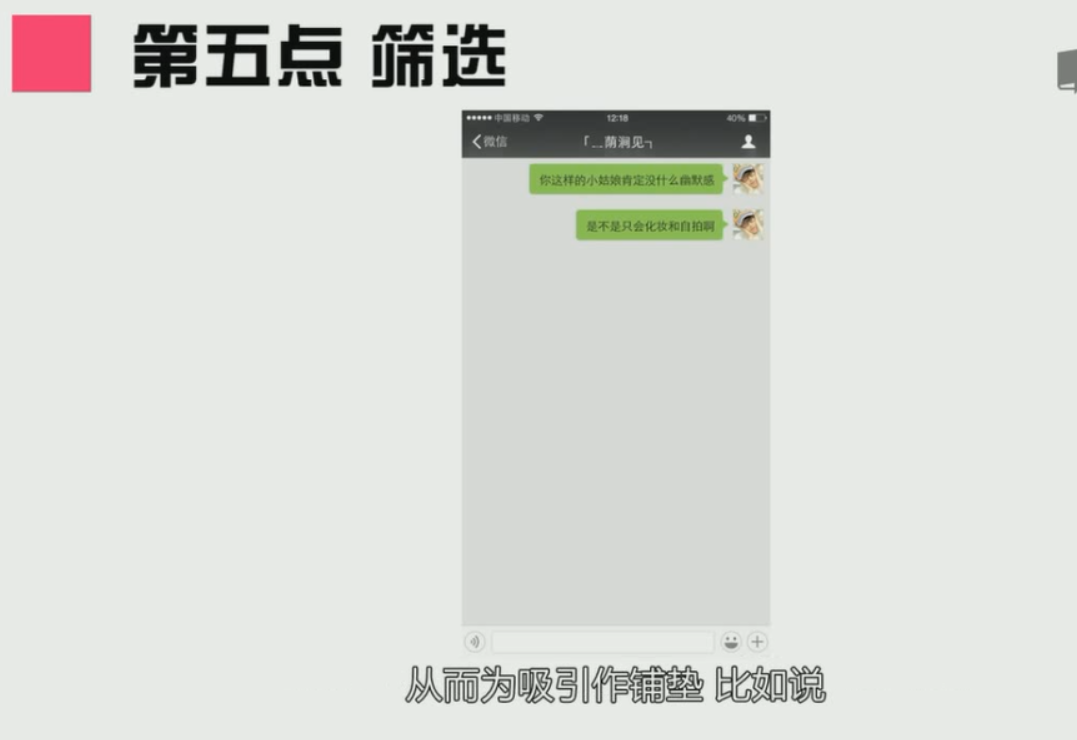 第五点 筛选
中国移动 12:18 40%
微信 「﹍荫涧见┐
你这样的小姑娘肯定没什么幽默感
是不是只会化妆和自拍啊
从而为吸引作铺垫 比如说